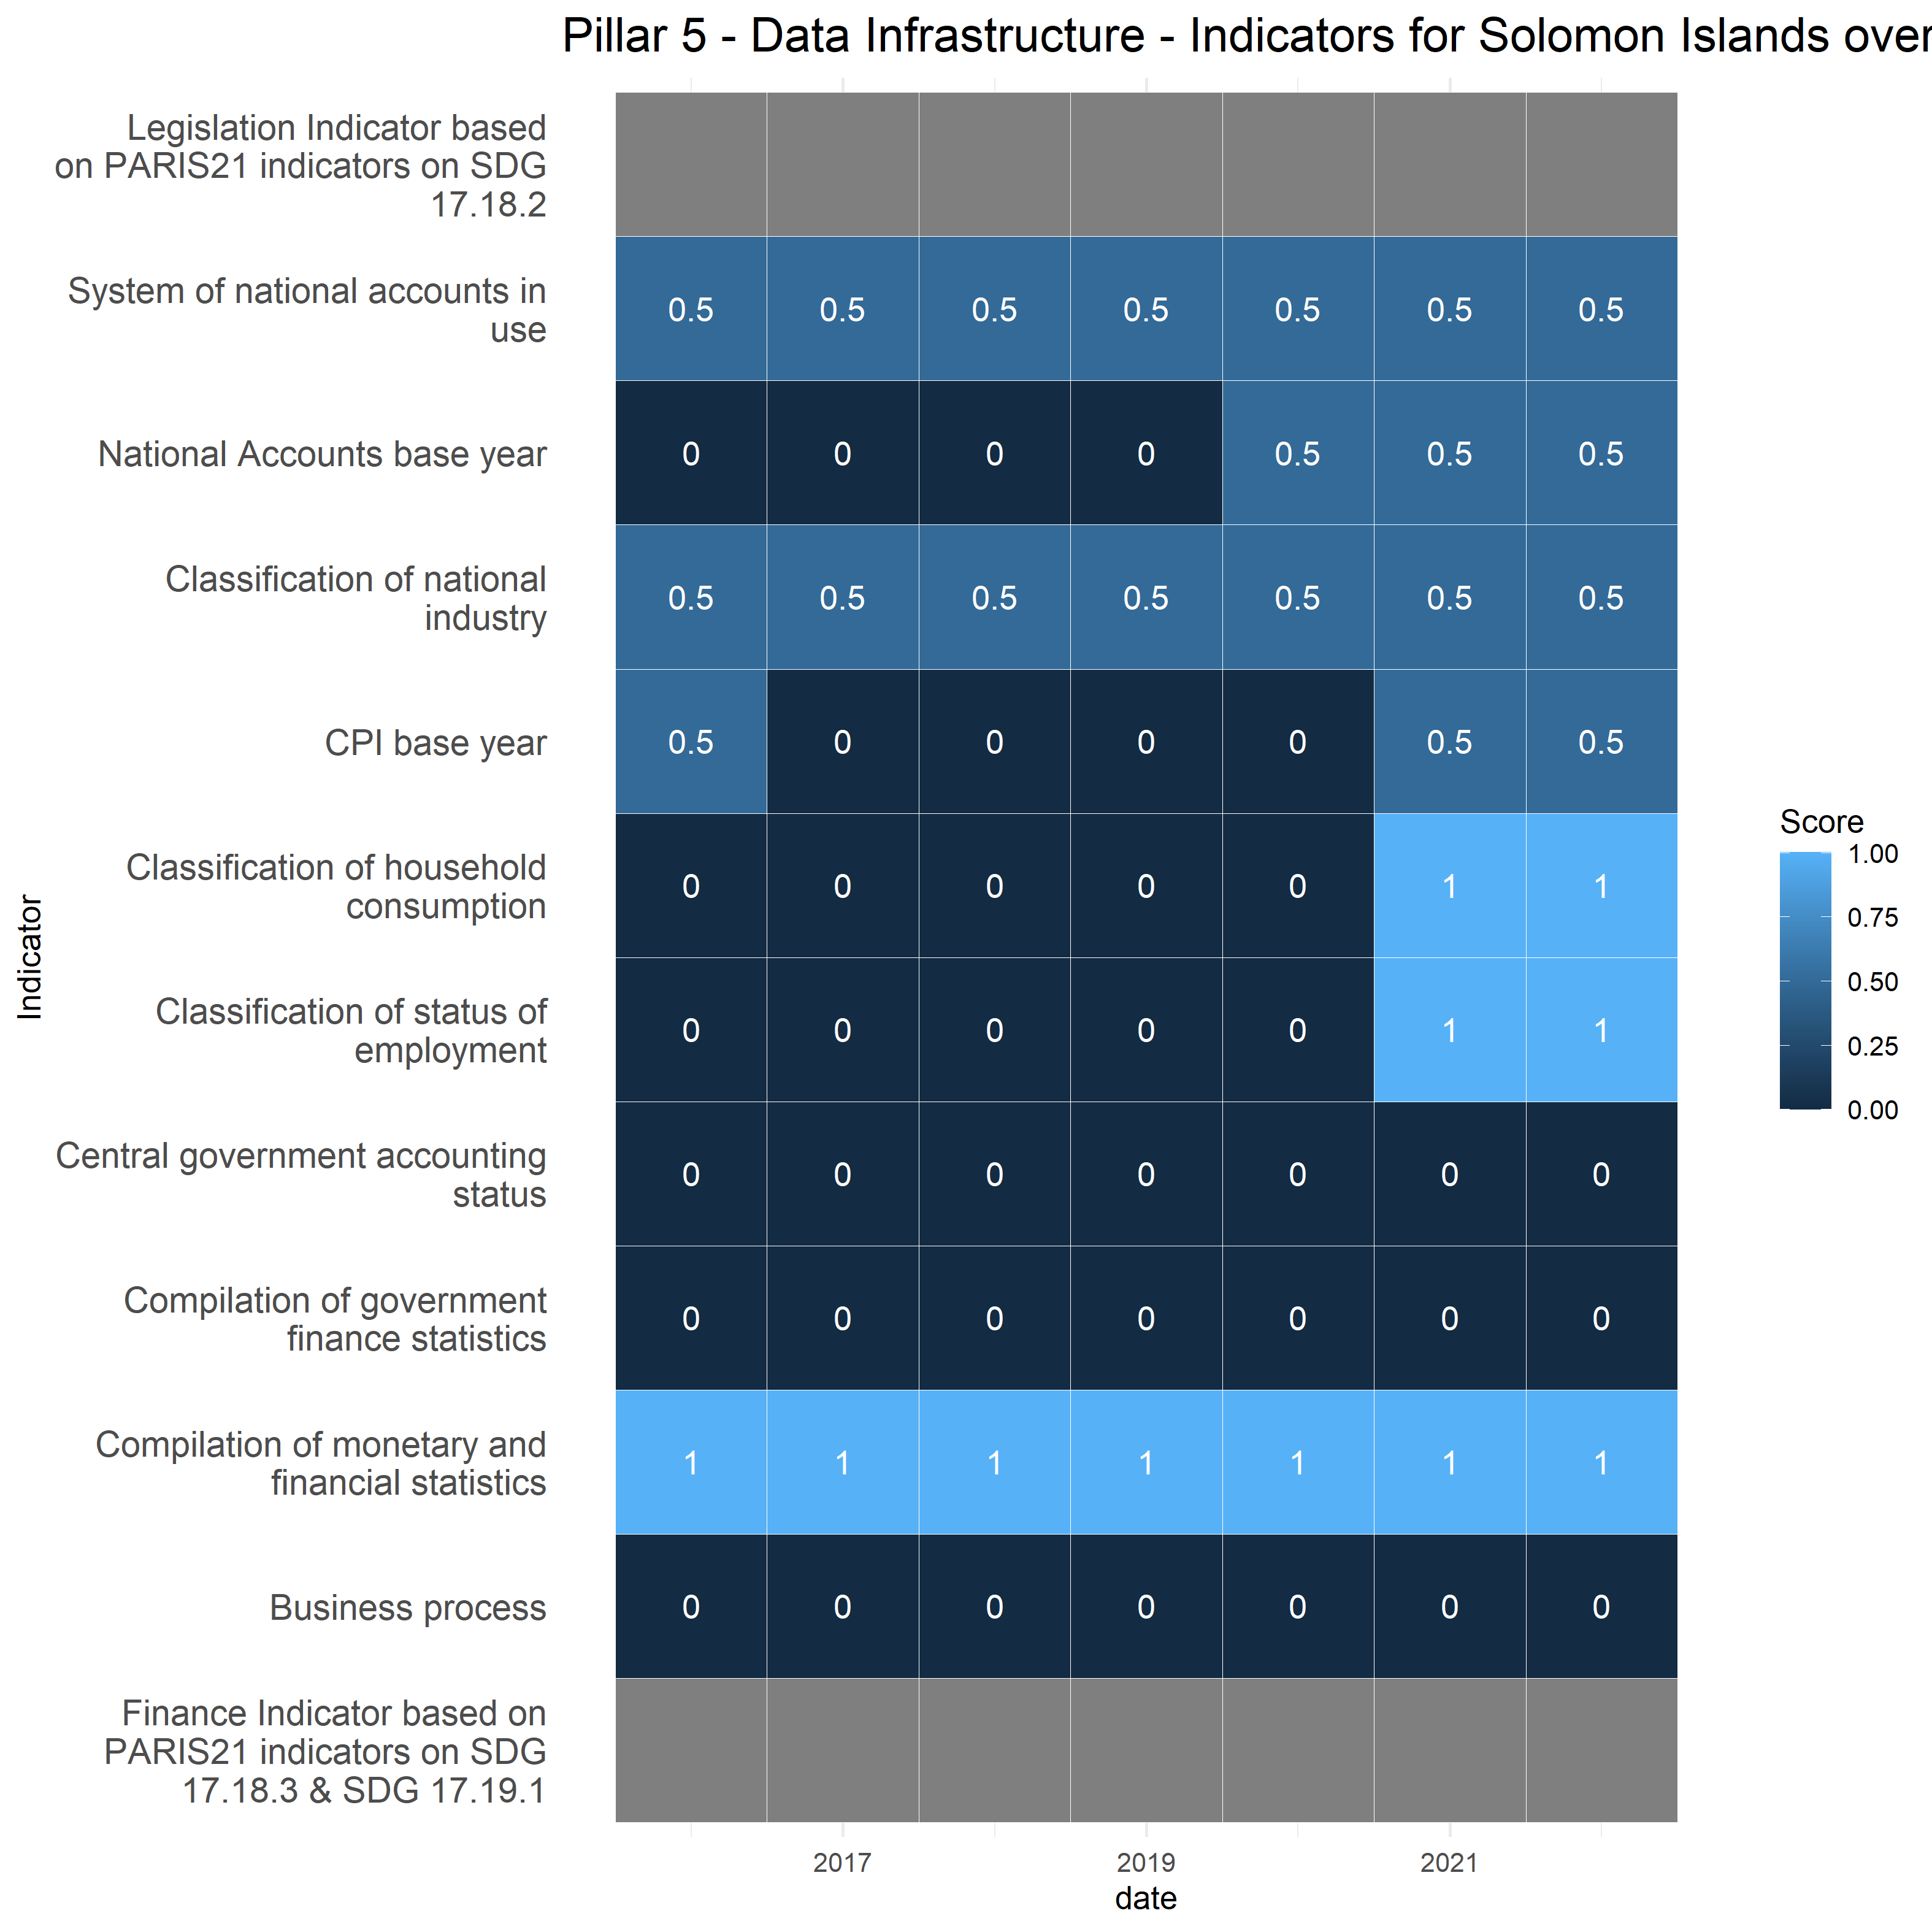 Pillar 5 - Data Infrastructure - Indicators for Solomon Islands over
Legislation Indicator based
on PARIS21 indicators on SDG
17.18.2
System of national accounts in
use
0.5 0.5 0.5 0.5 0.5 0.5 0.5
National Accounts base year
0 0 0 0 0.5 0.5 0.5
Classification of national
industry
0.5 0.5 0.5 0.5 0.5 0.5 0.5
CPI base year
0.5 0 0 0 0 0.5 0.5
Classification of household
consumption
0 0 0 0 0 1 1
Classification of status of
employment
0 0 0 0 0 1 1
Central government accounting
status
0 0 0 0 0 0 0
Compilation of government
finance statistics
0 0 0 0 0 0 0
Compilation of monetary and
financial statistics
1 1 1 1 1 1 1
Business process
0 0 0 0 0 0 0
Finance Indicator based on
PARIS21 indicators on SDG
17.18.3 & SDG 17.19.1
Indicator
2017 2019 2021
date
Score
1.00
0.75
0.50
0.25
0.00